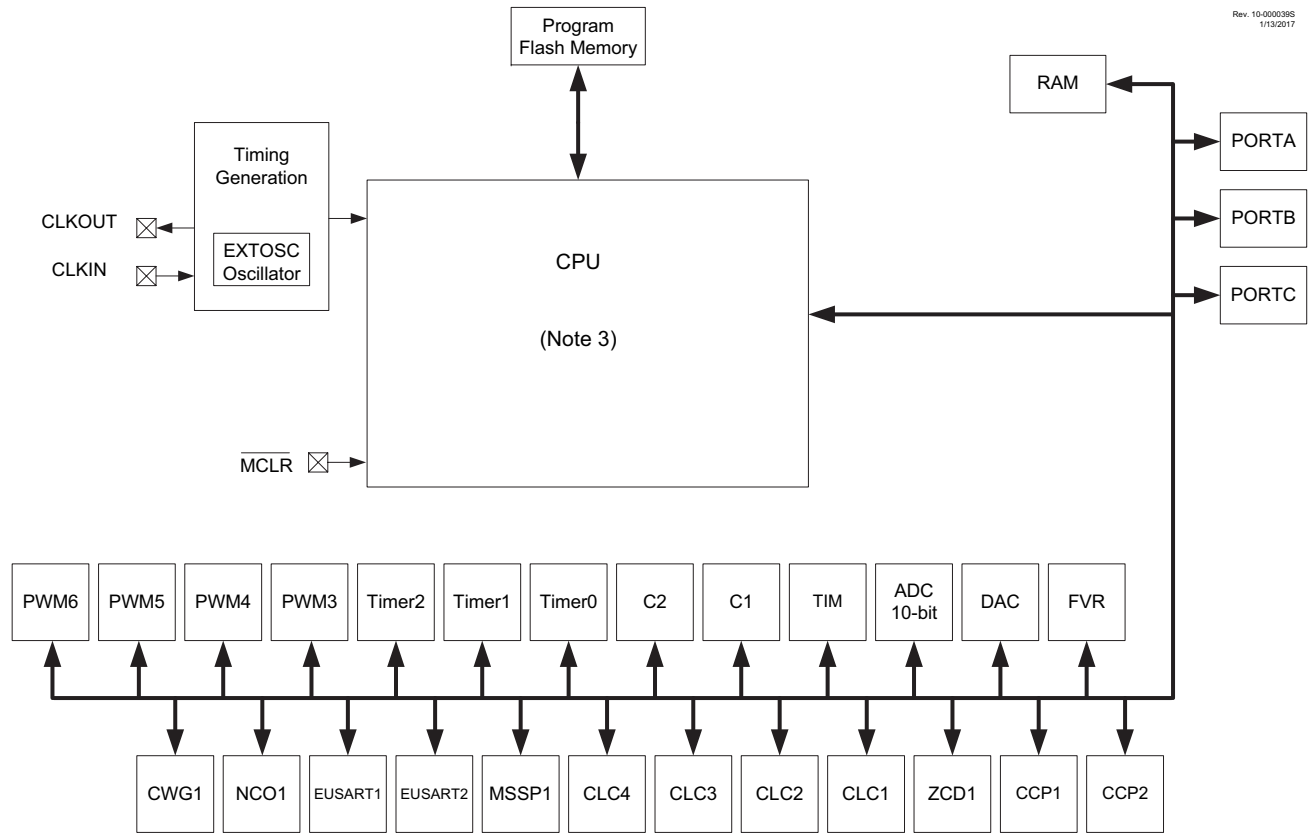 Rev. 10-000039S
1/13/2017
Program
Flash Memory
RAM
PORTA
PORTB
PORTC
Timing
Generation
EXTOSC
Oscillator
CLKOUT
CLKIN
CPU
(Note 3)
MCLR
PWM6
PWM5
PWM4
PWM3
Timer2
Timer1
Timer0
C2
C1
TIM
ADC
10-bit
DAC
FVR
CWG1
NCO1
EUSART1
EUSART2
MSSP1
CLC4
CLC3
CLC2
CLC1
ZCD1
CCP1
CCP2